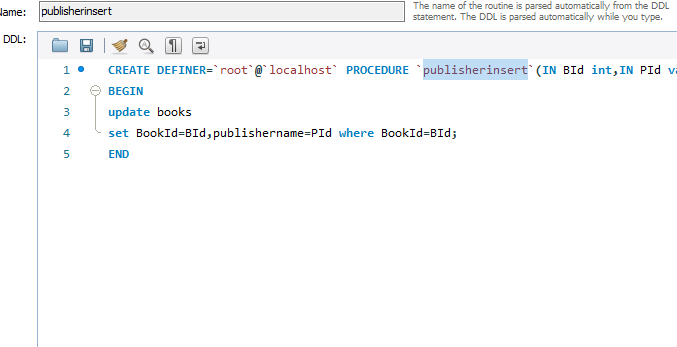 Name: publisherinsert The name of the routine is parsed automatically from the DDL
statement. The DDL is parsed automatically while you type.
DDL:
1 CREATE DEFINER=`root`@`localhost` PROCEDURE `publisherinsert`(IN BId int,IN PId va
2 BEGIN
3 update books
4 set BookId=BId,publishername=PId where BookId=BId;
5 END